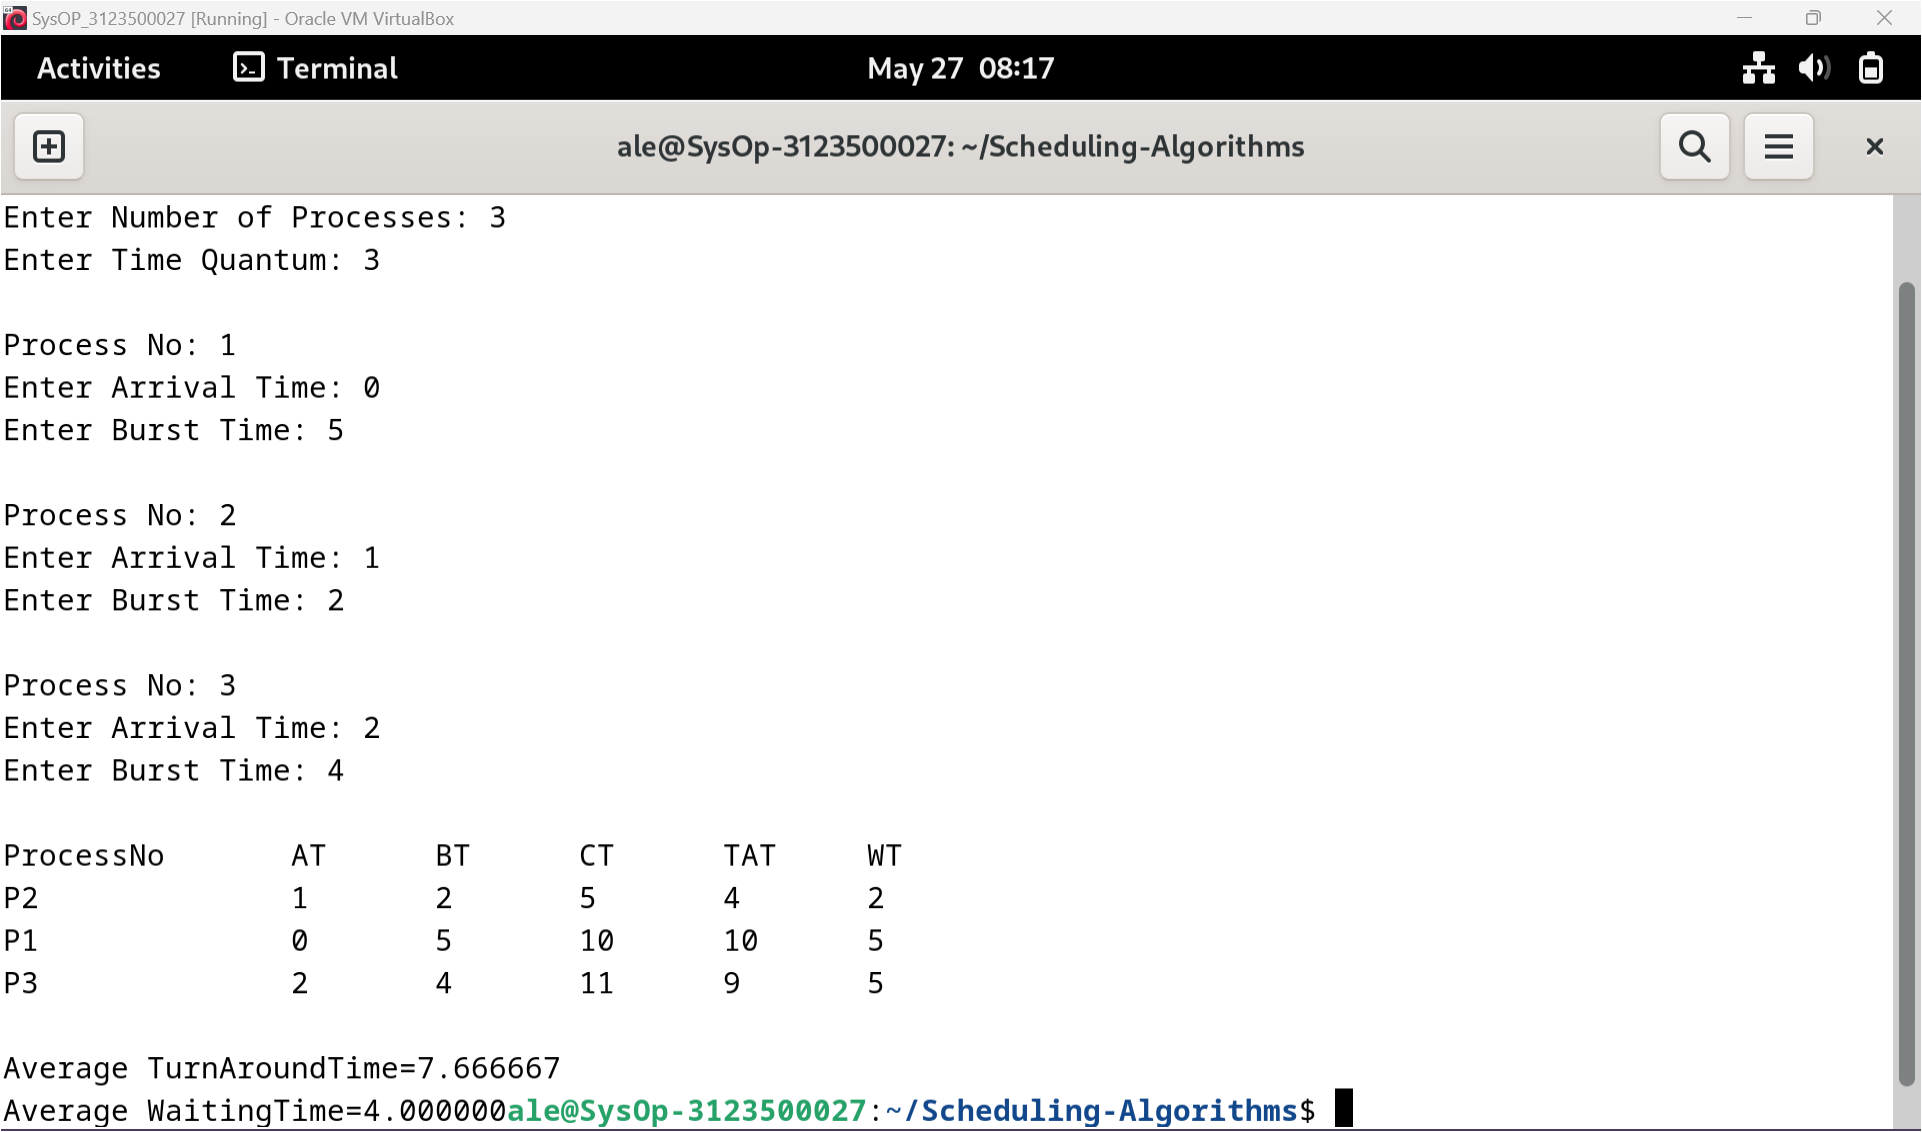 SysOP_3123500027 [Running] - Oracle VM VirtualBox
Activities Terminal May 27 08:17
ale@SysOp-3123500027: ~/Scheduling-Algorithms
Enter Number of Processes: 3
Enter Time Quantum: 3
Process No: 1
Enter Arrival Time: 0
Enter Burst Time: 5
Process No: 2
Enter Arrival Time: 1
Enter Burst Time: 2
Process No: 3
Enter Arrival Time: 2
Enter Burst Time: 4
ProcessNo AT BT CT TAT WT
P2 1 2 5 4 2
P1 0 5 10 10 5
P3 2 4 11 9 5
Average TurnAroundTime=7.666667
Average WaitingTime=4.000000ale@SysOp-3123500027:~/Scheduling-Algorithms$